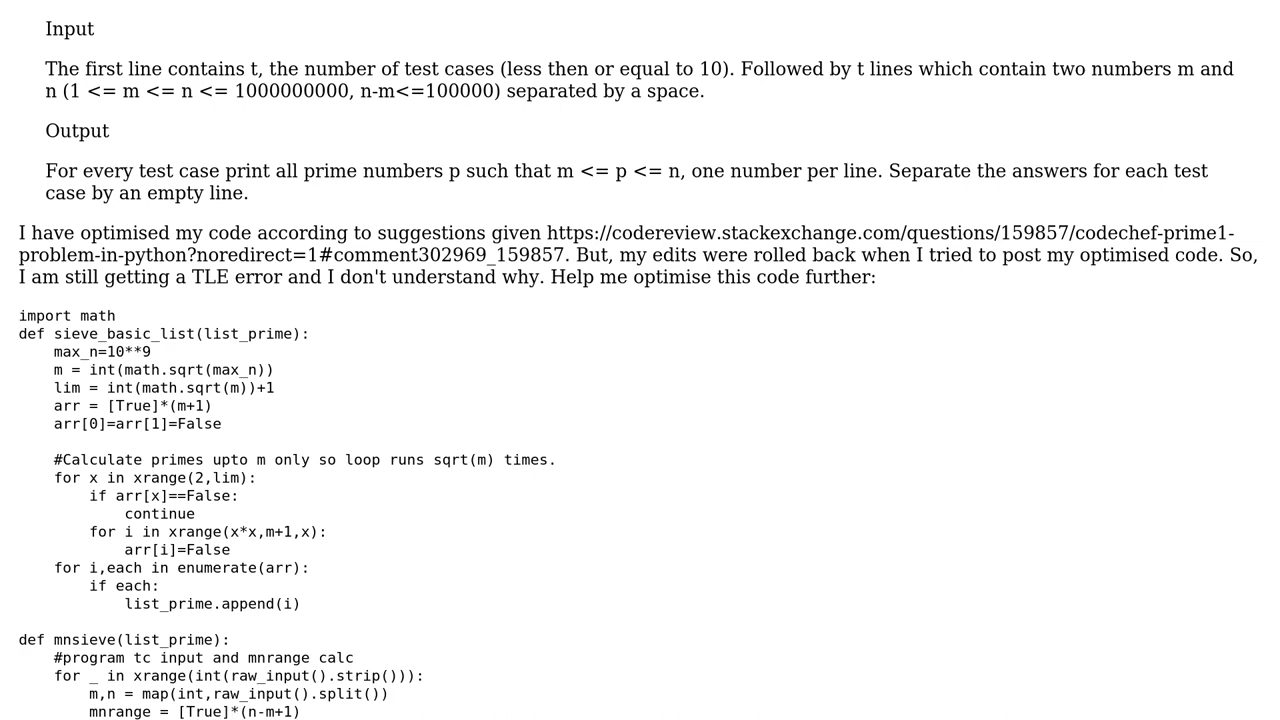 Input
The first line contains t, the number of test cases (less then or equal to 10). Followed by t lines which contain two numbers m and
n (1 <= m <= n <= 1000000000, n-m<=100000) separated by a space.
Output
For every test case print all prime numbers p such that m <= p <= n, one number per line. Separate the answers for each test
case by an empty line.
I have optimised my code according to suggestions given https://codereview.stackexchange.com/questions/159857/codechef-prime1-
problem-in-python?noredirect=1#comment302969_159857. But, my edits were rolled back when I tried to post my optimised code. So,
I am still getting a TLE error and I don't understand why. Help me optimise this code further:
import math
def sieve_basic_list(list_prime):
    max_n=10**9
    m = int(math.sqrt(max_n))
    lim = int(math.sqrt(m))+1
    arr = [True]*(m+1)
    arr[0]=arr[1]=False
    #Calculate primes upto m only so loop runs sqrt(m) times.
    for x in xrange(2,lim):
        if arr[x]==False:
            continue
        for i in xrange(x*x,m+1,x):
            arr[i]=False
    for i,each in enumerate(arr):
        if each:
            list_prime.append(i)
def mnsieve(list_prime):
    #program tc input and mnrange calc
    for _ in xrange(int(raw_input().strip())):
        m,n = map(int,raw_input().split())
        mnrange = [True]*(n-m+1)